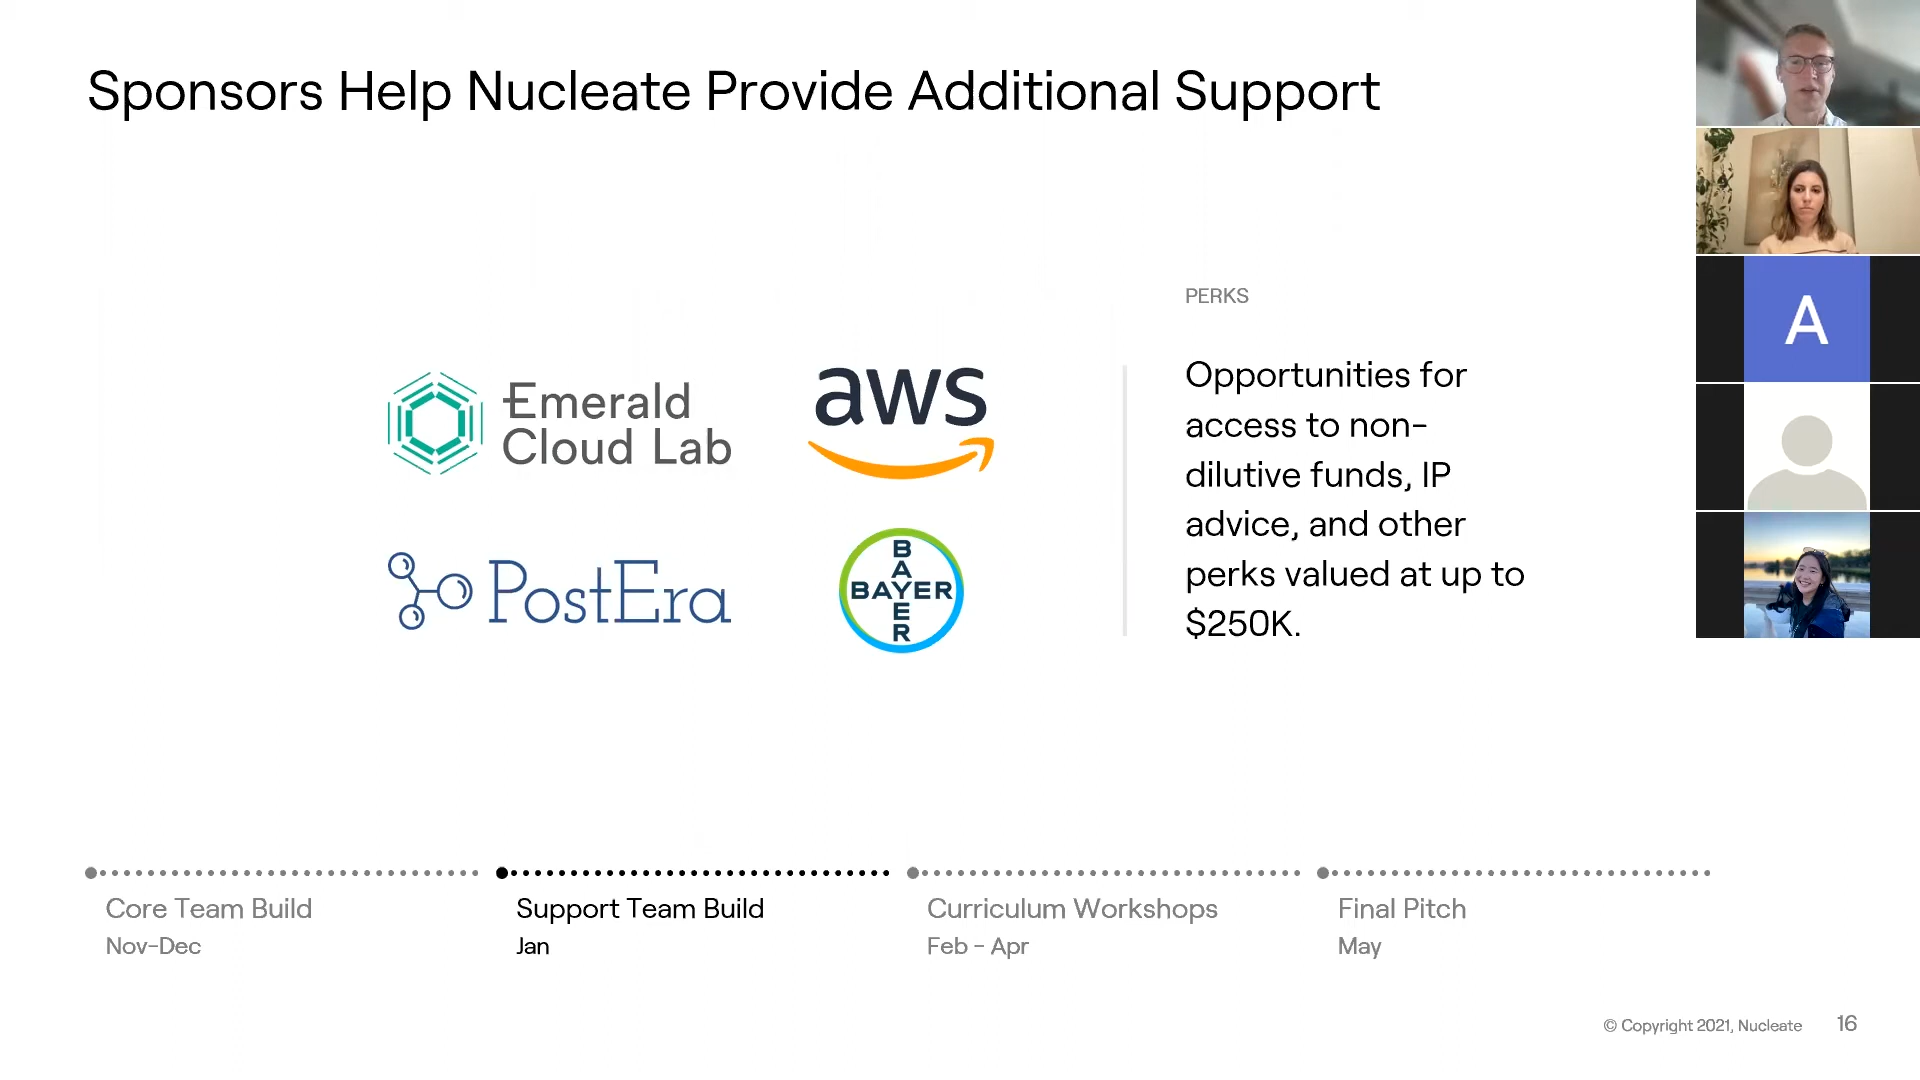 Sponsors Help Nucleate Provide Additional Support
PERKS
Emerald
Cloud Lab
aws
Opportunities for
access to non-
dilutive funds, IP
advice, and other
perks valued at up to
$250K.
PostEra
BAYER
BAYER
A
Core Team Build
Nov-Dec
Support Team Build
Jan
Curriculum Workshops
Feb - Apr
Final Pitch
May
© Copyright 2021, Nucleate
16